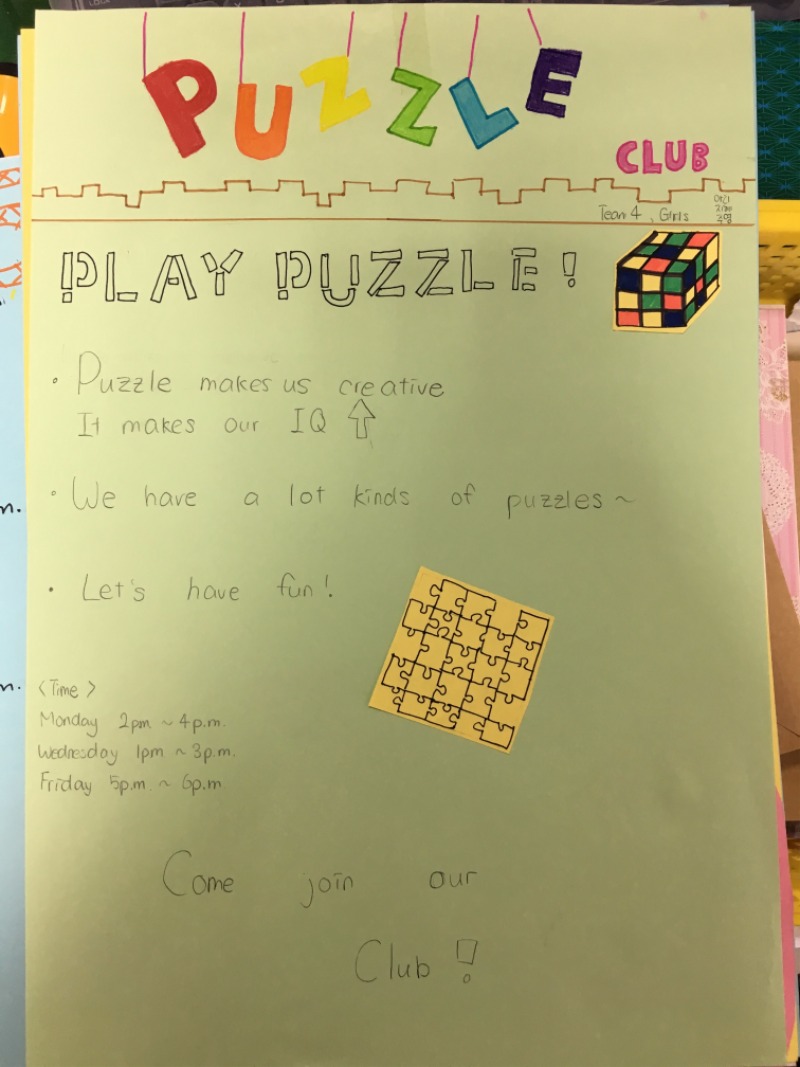 PUZZLE
CLUB
Team 4, Girls
PLAY PUZZLE!
• Puzzle makes us creative
It makes our IQ ⇧
• We have a lot kinds of puzzles ~
• Let's have fun!
<Time>
Monday 2pm ~ 4p.m.
Wednesday 1pm ~ 3p.m.
Friday 5p.m. ~ 6p.m
Come join our
Club!